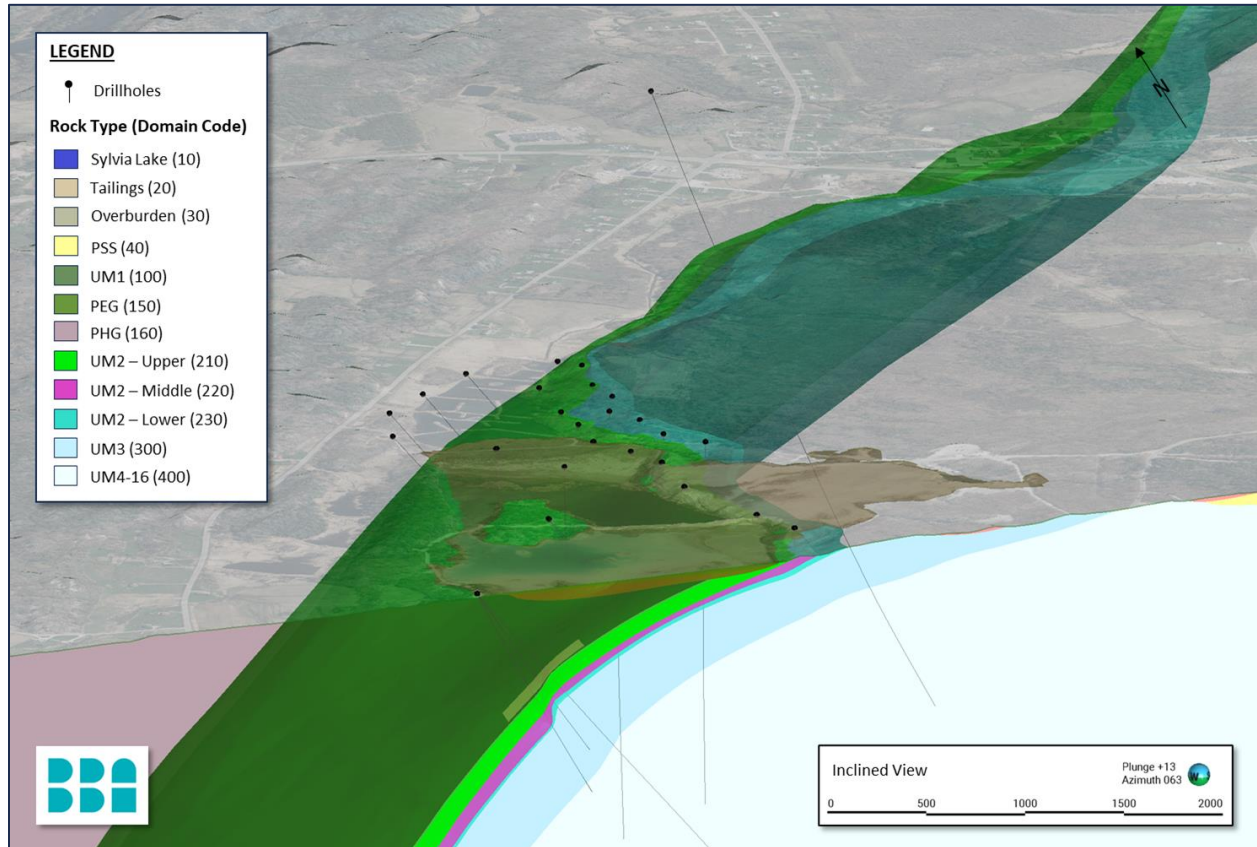 LEGEND
Drillholes
Rock Type (Domain Code)
Sylvia Lake (10)
Tailings (20)
Overburden (30)
PSS (40)
UM1 (100)
PEG (150)
PHG (160)
UM2 – Upper (210)
UM2 – Middle (220)
UM2 – Lower (230)
UM3 (300)
UM4-16 (400)
N
BBA
Inclined View
Plunge +13
Azimuth 063
W
0 500 1000 1500 2000